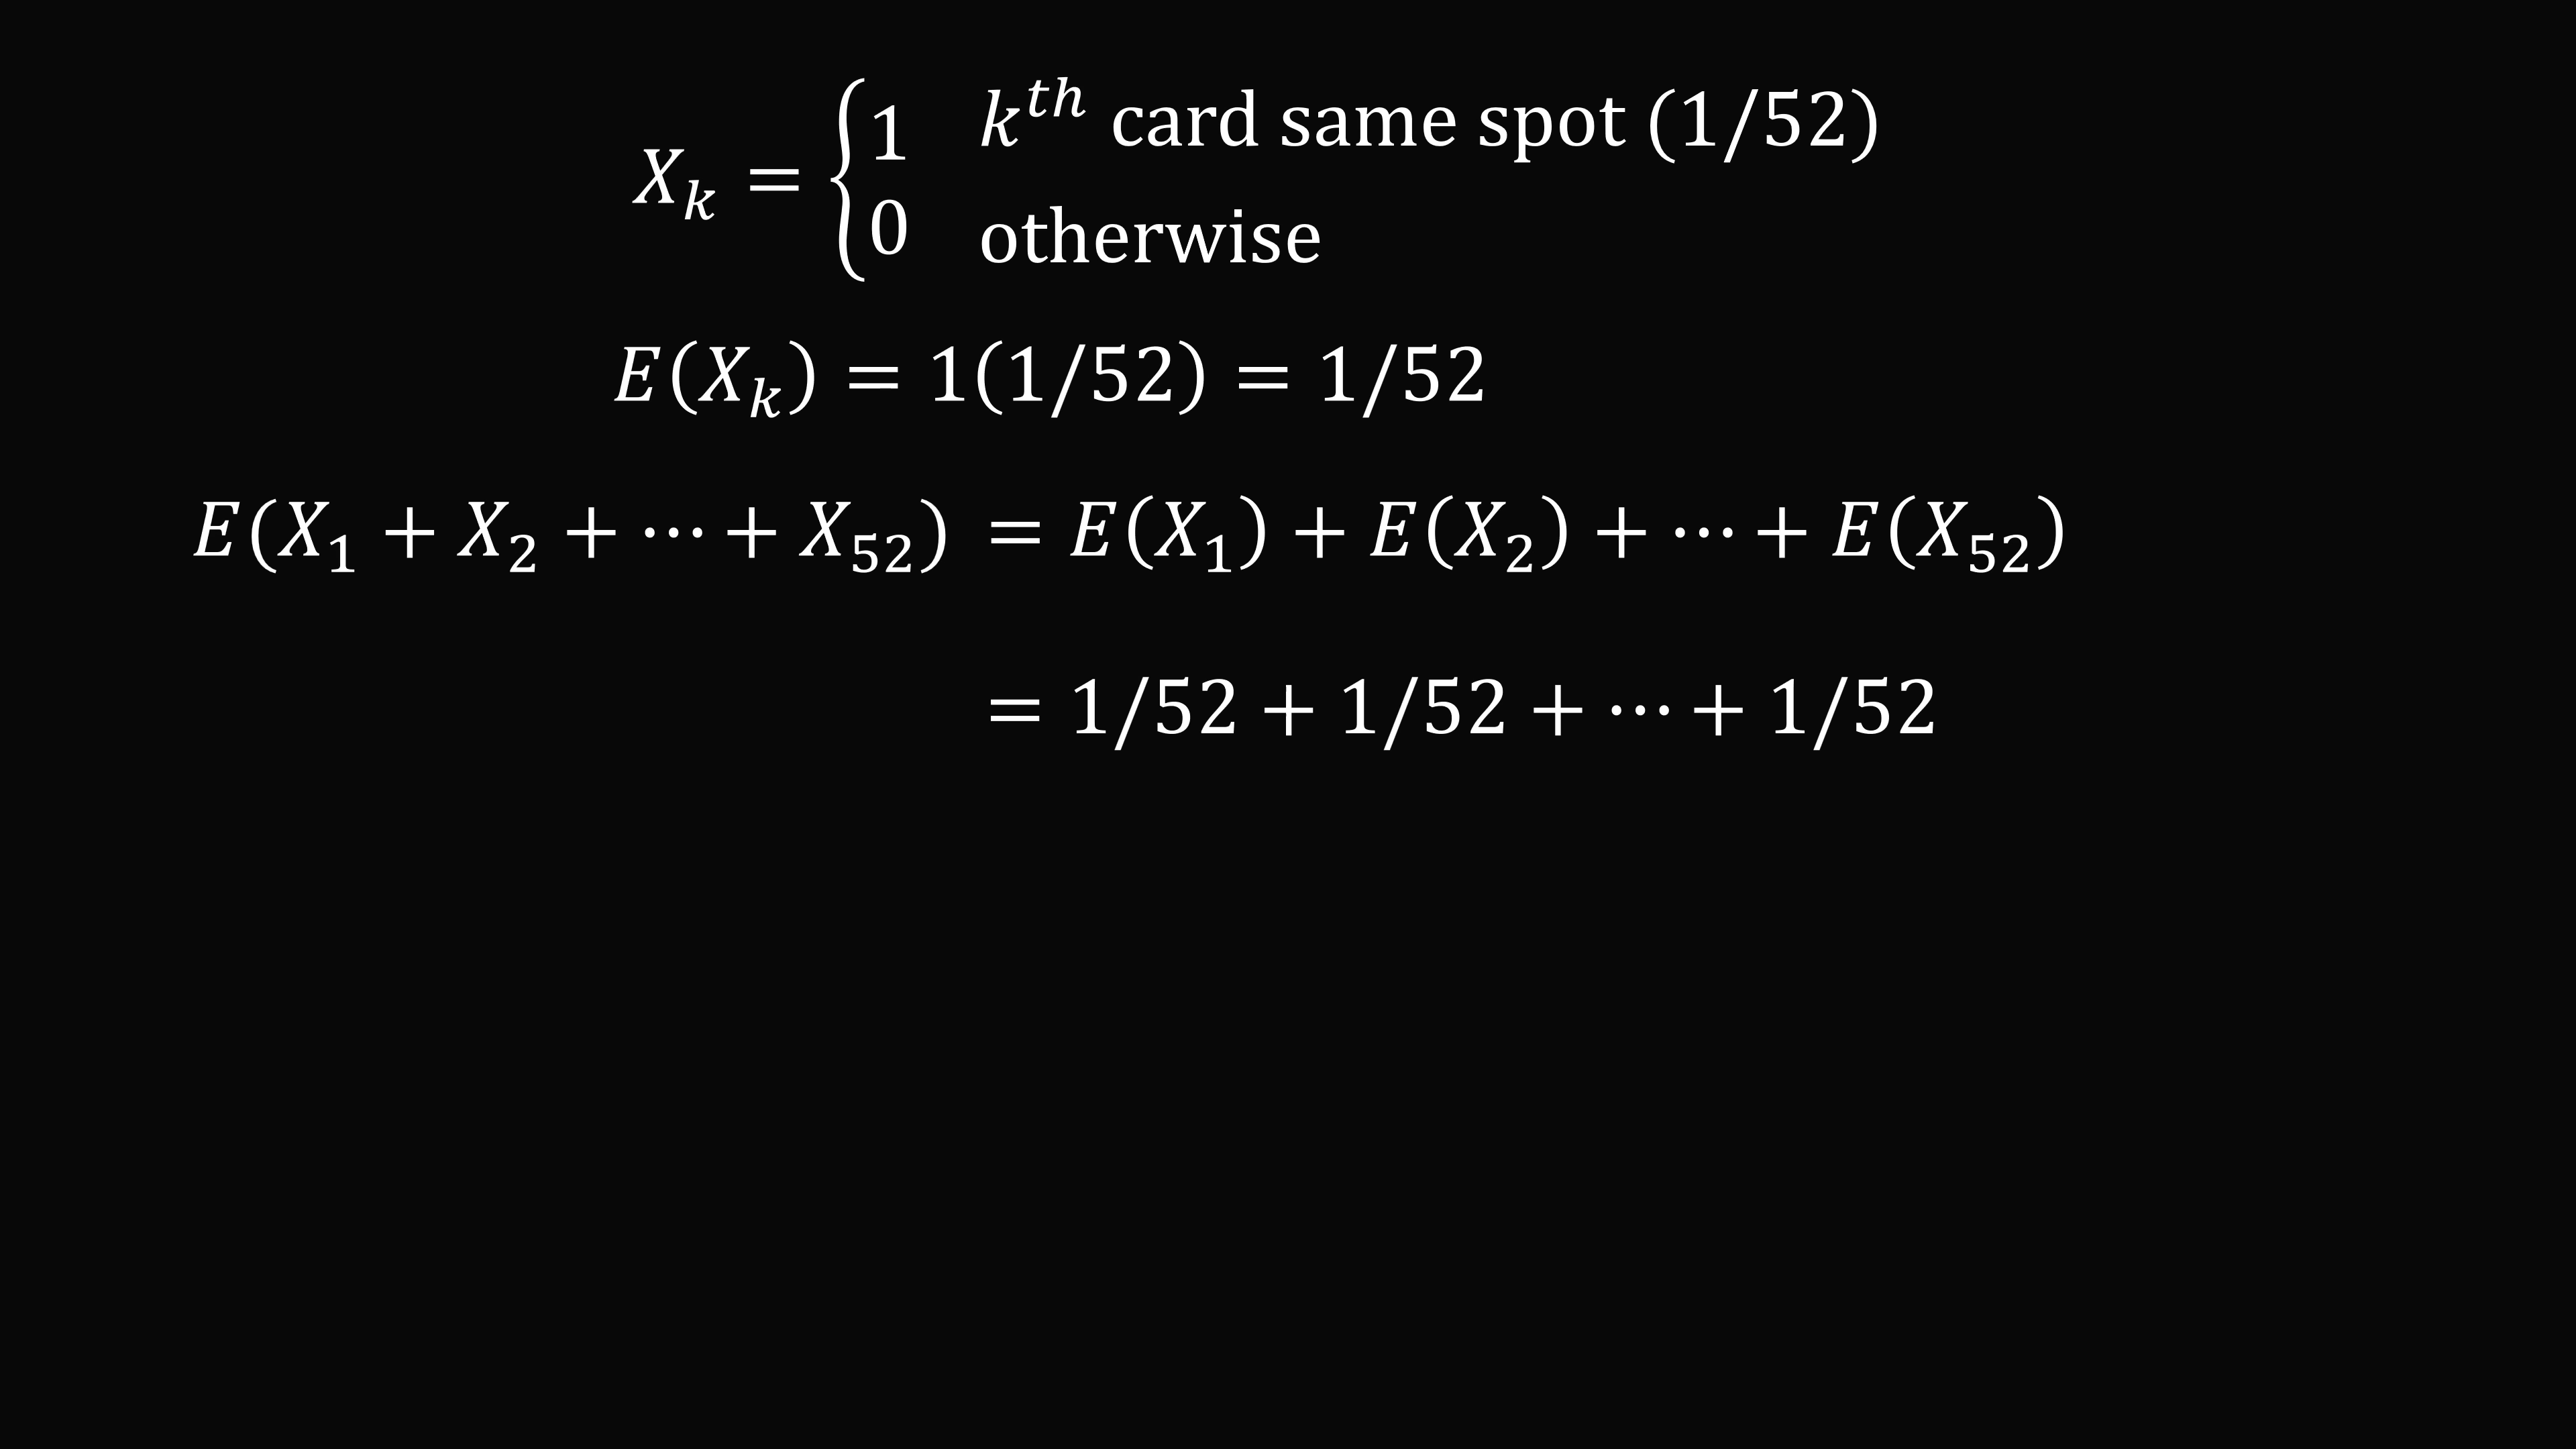 X_k = { 1 k^th card same spot (1/52)
0 otherwise
E(X_k) = 1(1/52) = 1/52
E(X_1 + X_2 + ⋯ + X_52) = E(X_1) + E(X_2) + ⋯ + E(X_52)
= 1/52 + 1/52 + ⋯ + 1/52